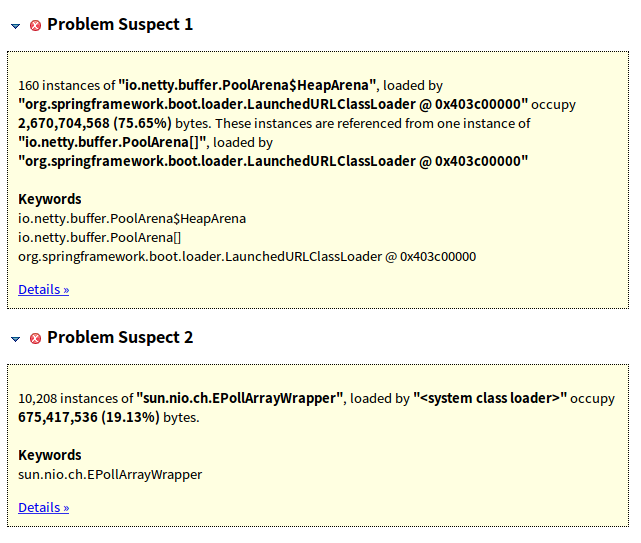 Problem Suspect 1
160 instances of "io.netty.buffer.PoolArena$HeapArena", loaded by
"org.springframework.boot.loader.LaunchedURLClassLoader @ 0x403c00000" occupy
2,670,704,568 (75.65%) bytes. These instances are referenced from one instance of
"io.netty.buffer.PoolArena[]", loaded by
"org.springframework.boot.loader.LaunchedURLClassLoader @ 0x403c00000"
Keywords
io.netty.buffer.PoolArena$HeapArena
io.netty.buffer.PoolArena[]
org.springframework.boot.loader.LaunchedURLClassLoader @ 0x403c00000
Details »
Problem Suspect 2
10,208 instances of "sun.nio.ch.EPollArrayWrapper", loaded by "<system class loader>" occupy
675,417,536 (19.13%) bytes.
Keywords
sun.nio.ch.EPollArrayWrapper
Details »